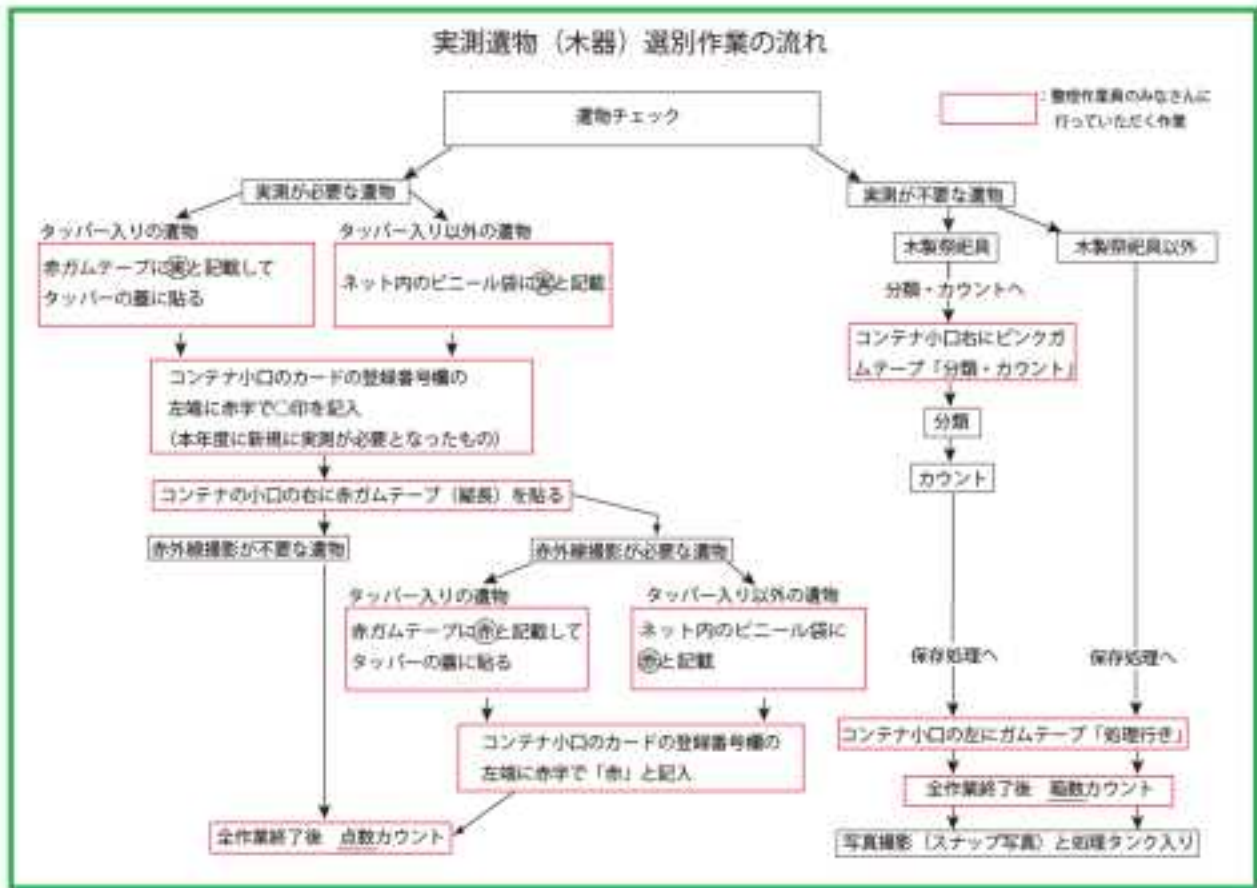 実測遺物（木器）選別作業の流れ
：整理作業員のみなさんに
行っていただく作業
遺物チェック
実測が必要な遺物
実測が不要な遺物
タッパー入りの遺物
タッパー入り以外の遺物
赤ガムテープに㊢と記載して
タッパーの蓋に貼る
ネット内のビニール袋に実と記載
木製祭祀具
木製祭祀具以外
分類・カウントへ
コンテナ小口右にピンクガ
ムテープ「分類・カウント」
分類
カウント
コンテナ小口のカードの登録番号欄の
左端に赤字で○印を記入
（本年度に新規に実測が必要となったもの）
コンテナの小口の右に赤ガムテープ（縦長）を貼る
赤外線撮影が不要な遺物
赤外線撮影が必要な遺物
タッパー入りの遺物
タッパー入り以外の遺物
赤ガムテープに赤と記載して
タッパーの蓋に貼る
ネット内のビニール袋に
赤と記載
コンテナ小口のカードの登録番号欄の
左端に赤字で「赤」と記入
全作業終了後　点数カウント
保存処理へ
保存処理へ
コンテナ小口の左にガムテープ「処理行き」
全作業終了後　箱数カウント
写真撮影（スナップ写真）と処理タンク入り